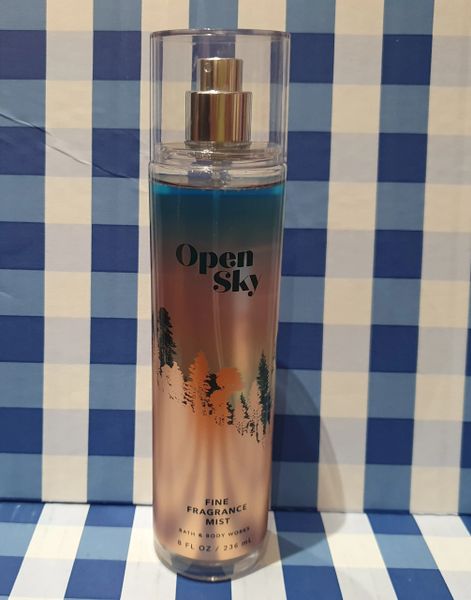 Open
Sky
FINE
FRAGRANCE
MIST
BATH & BODY WORKS
8 FL OZ / 236 mL